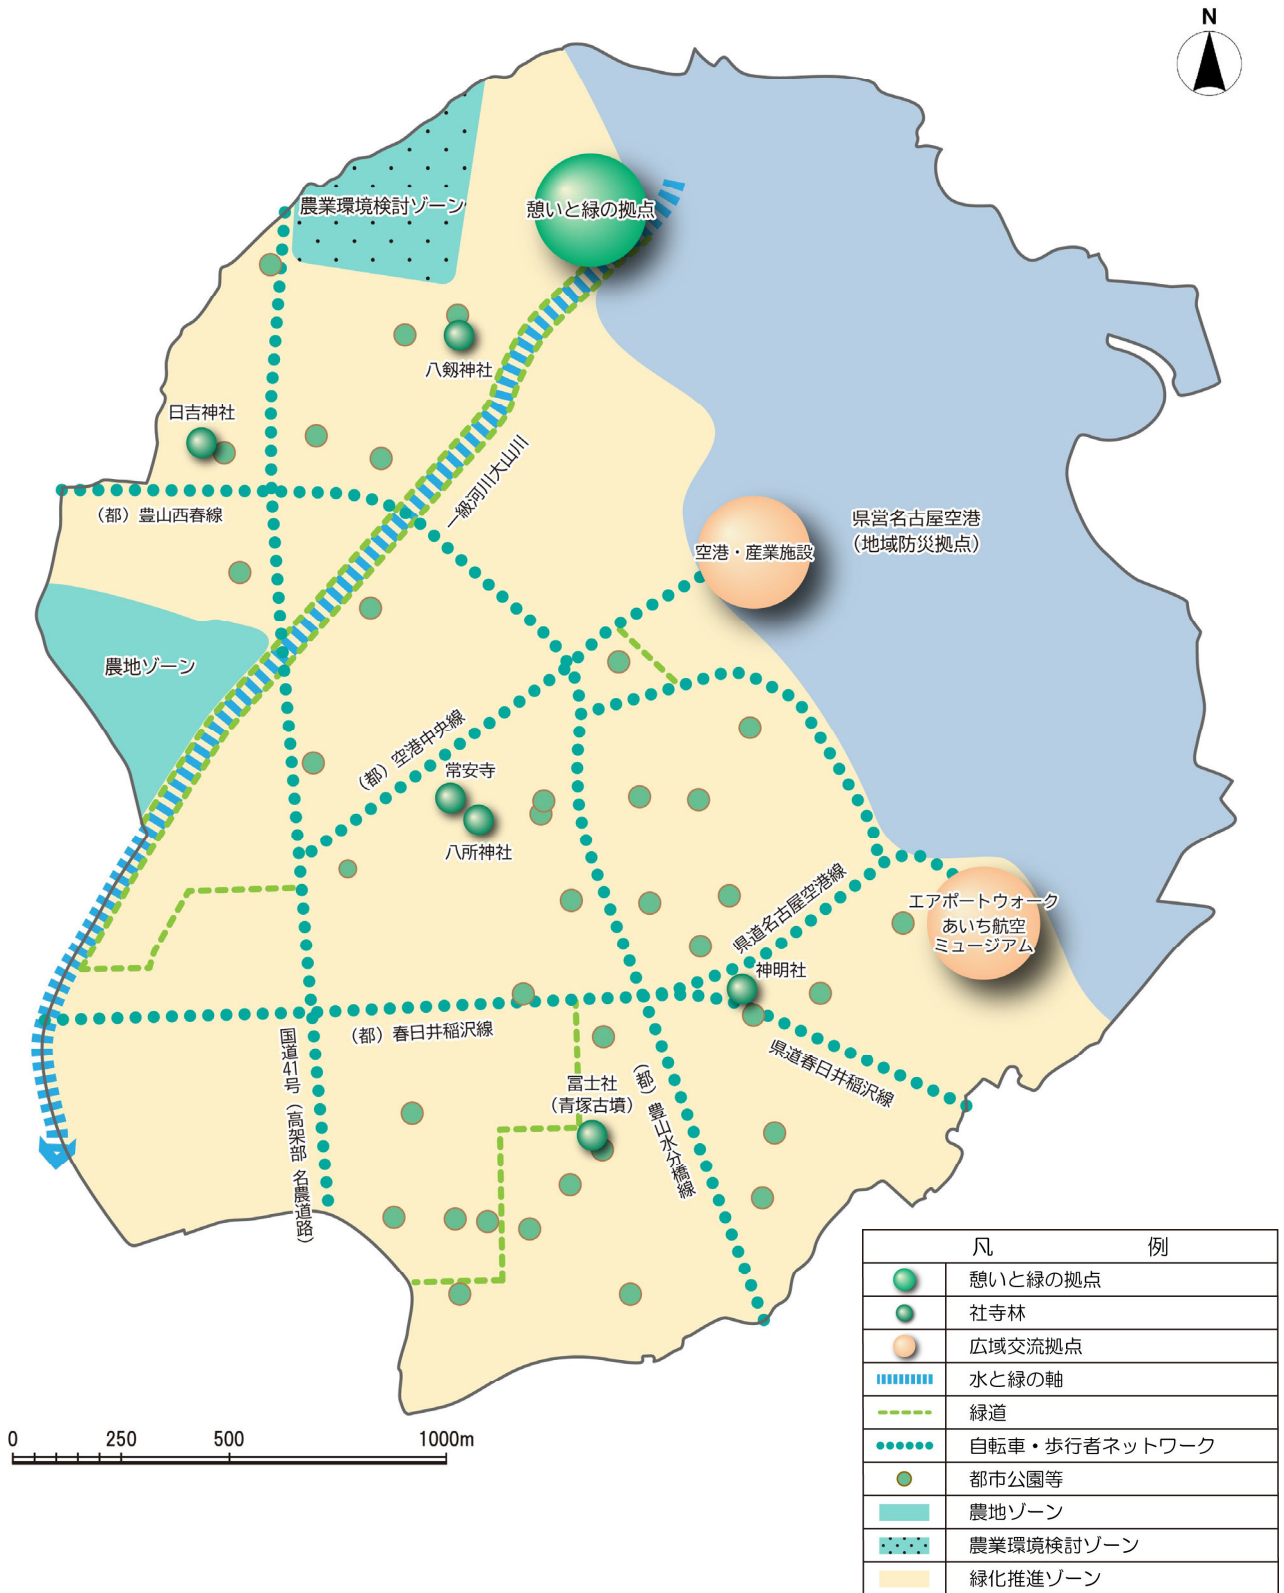 N
農業環境検討ゾーン
憩いと緑の拠点
八剱神社
日吉神社
一級河川大山川
(都)豊山西春線
県営名古屋空港
(地域防災拠点)
空港・産業施設
農地ゾーン
(都)空港中央線
常安寺
八所神社
県道名古屋空港線
エアポートウォーク
あいち航空
ミュージアム
神明社
(都)春日井稲沢線
国道41号(高架部 名農道路)
県道春日井稲沢線
冨士社
(青塚古墳)
(都)豊山水分橋線
凡 例
憩いと緑の拠点
社寺林
広域交流拠点
水と緑の軸
緑道
自転車・歩行者ネットワーク
都市公園等
農地ゾーン
農業環境検討ゾーン
緑化推進ゾーン
0 250 500 1000m